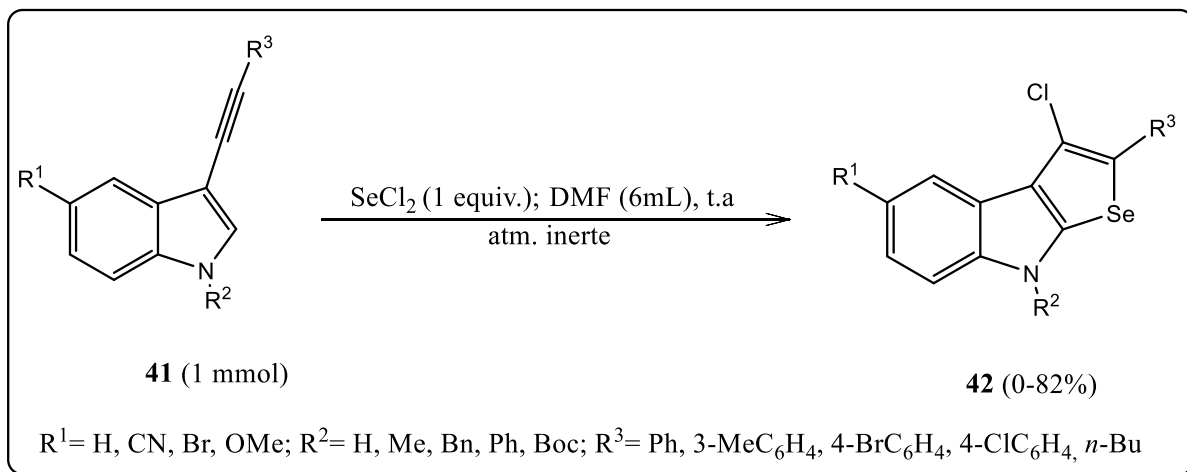 R³
R¹
N
R²
41 (1 mmol)
SeCl₂ (1 equiv.); DMF (6mL), t.a
atm. inerte
Cl
R³
R¹
Se
N
R²
42 (0-82%)
R¹= H, CN, Br, OMe; R²= H, Me, Bn, Ph, Boc; R³= Ph, 3-MeC₆H₄, 4-BrC₆H₄, 4-ClC₆H₄, n-Bu